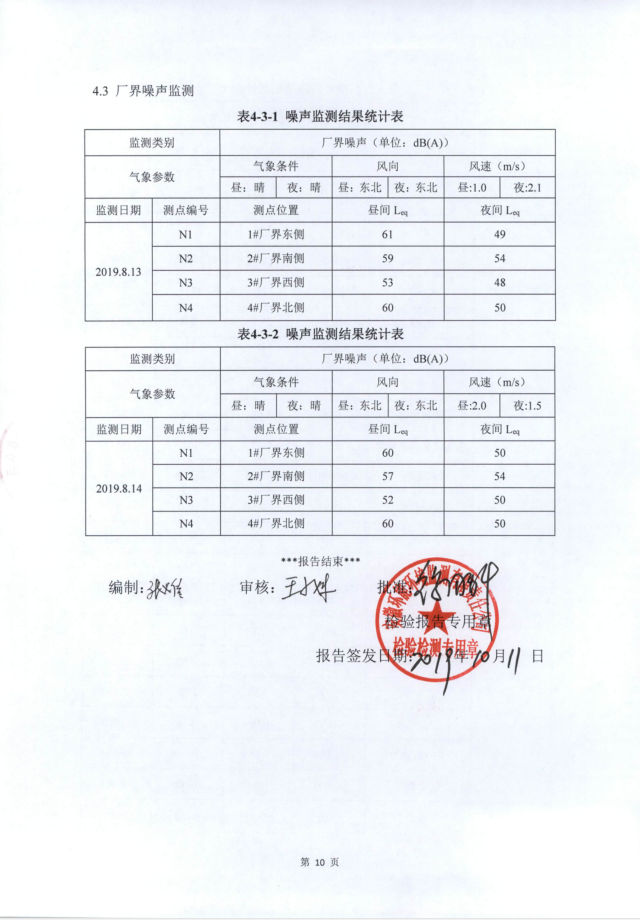 4.3 厂界噪声监测
表4-3-1 噪声监测结果统计表
监测类别 厂界噪声（单位：dB(A)）
气象参数 气象条件 风向 风速（m/s）
昼：晴 夜：晴 昼：东北 夜：东北 昼:1.0 夜:2.1
监测日期 测点编号 测点位置 昼间 Leq 夜间 Leq
2019.8.13 N1 1#厂界东侧 61 49
N2 2#厂界南侧 59 54
N3 3#厂界西侧 53 48
N4 4#厂界北侧 60 50
表4-3-2 噪声监测结果统计表
监测类别 厂界噪声（单位：dB(A)）
气象参数 气象条件 风向 风速（m/s）
昼：晴 夜：晴 昼：东北 夜：东北 昼:2.0 夜:1.5
监测日期 测点编号 测点位置 昼间 Leq 夜间 Leq
2019.8.14 N1 1#厂界东侧 60 50
N2 2#厂界南侧 57 54
N3 3#厂界西侧 52 50
N4 4#厂界北侧 60 50
***报告结束***
编制: 审核: 批准:
检验报告专用章
检验检测专用章
报告签发日期:2019年10月11日
第 10 页